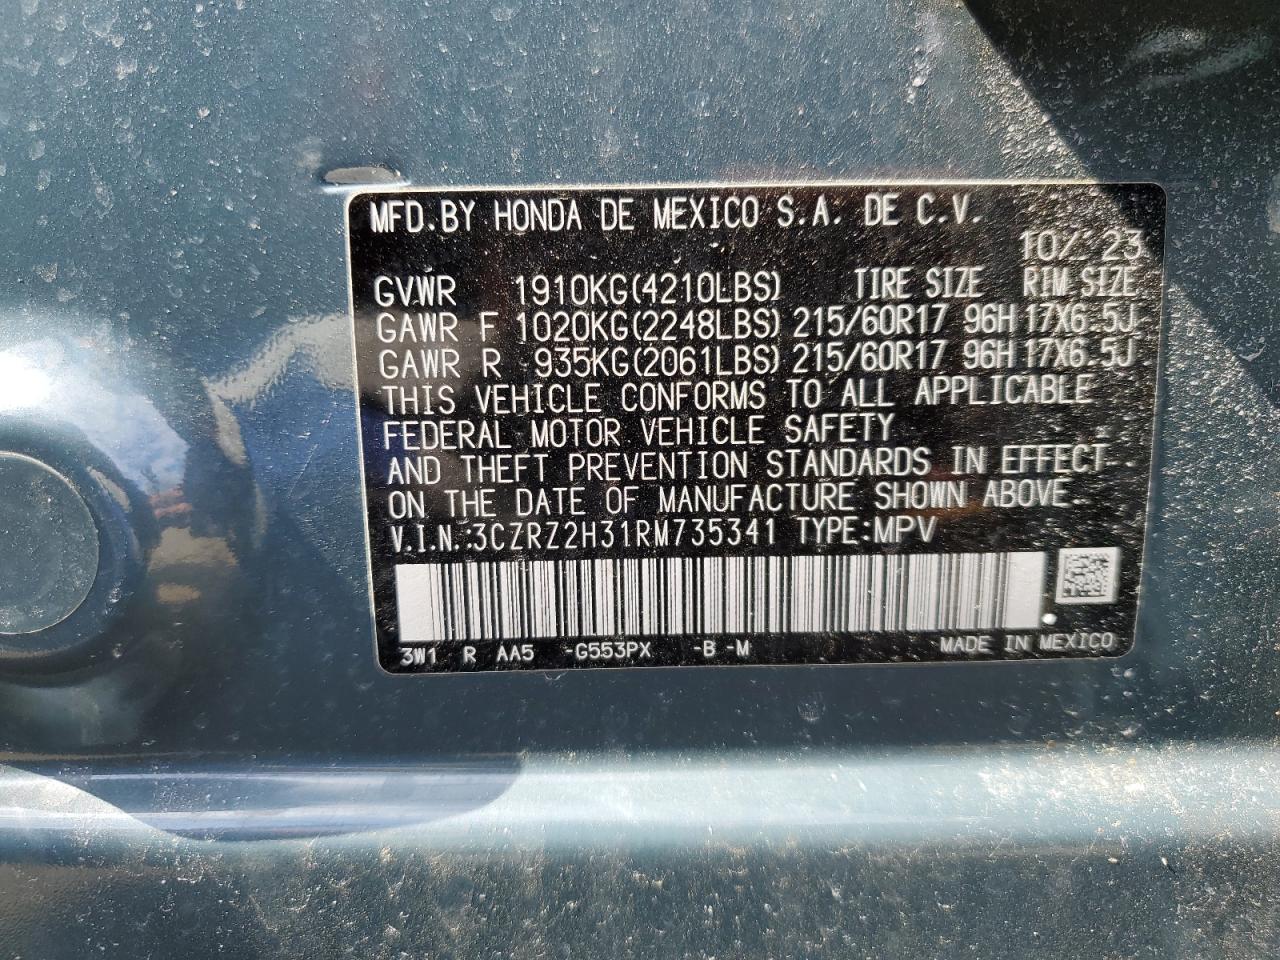 MFD.BY HONDA DE MEXICO S.A. DE C.V.
10/ 23
GVWR 1910KG(4210LBS) TIRE SIZE RIM SIZE
GAWR F 1020KG(2248LBS) 215/60R17 96H 17X6.5J
GAWR R 935KG(2061LBS) 215/60R17 96H 17X6.5J
THIS VEHICLE CONFORMS TO ALL APPLICABLE
FEDERAL MOTOR VEHICLE SAFETY
AND THEFT PREVENTION STANDARDS IN EFFECT
ON THE DATE OF MANUFACTURE SHOWN ABOVE.
V.I.N.:3CZRZ2H31RM735341 TYPE:MPV
3W1 R AA5 -G553PX -B -M MADE IN MEXICO